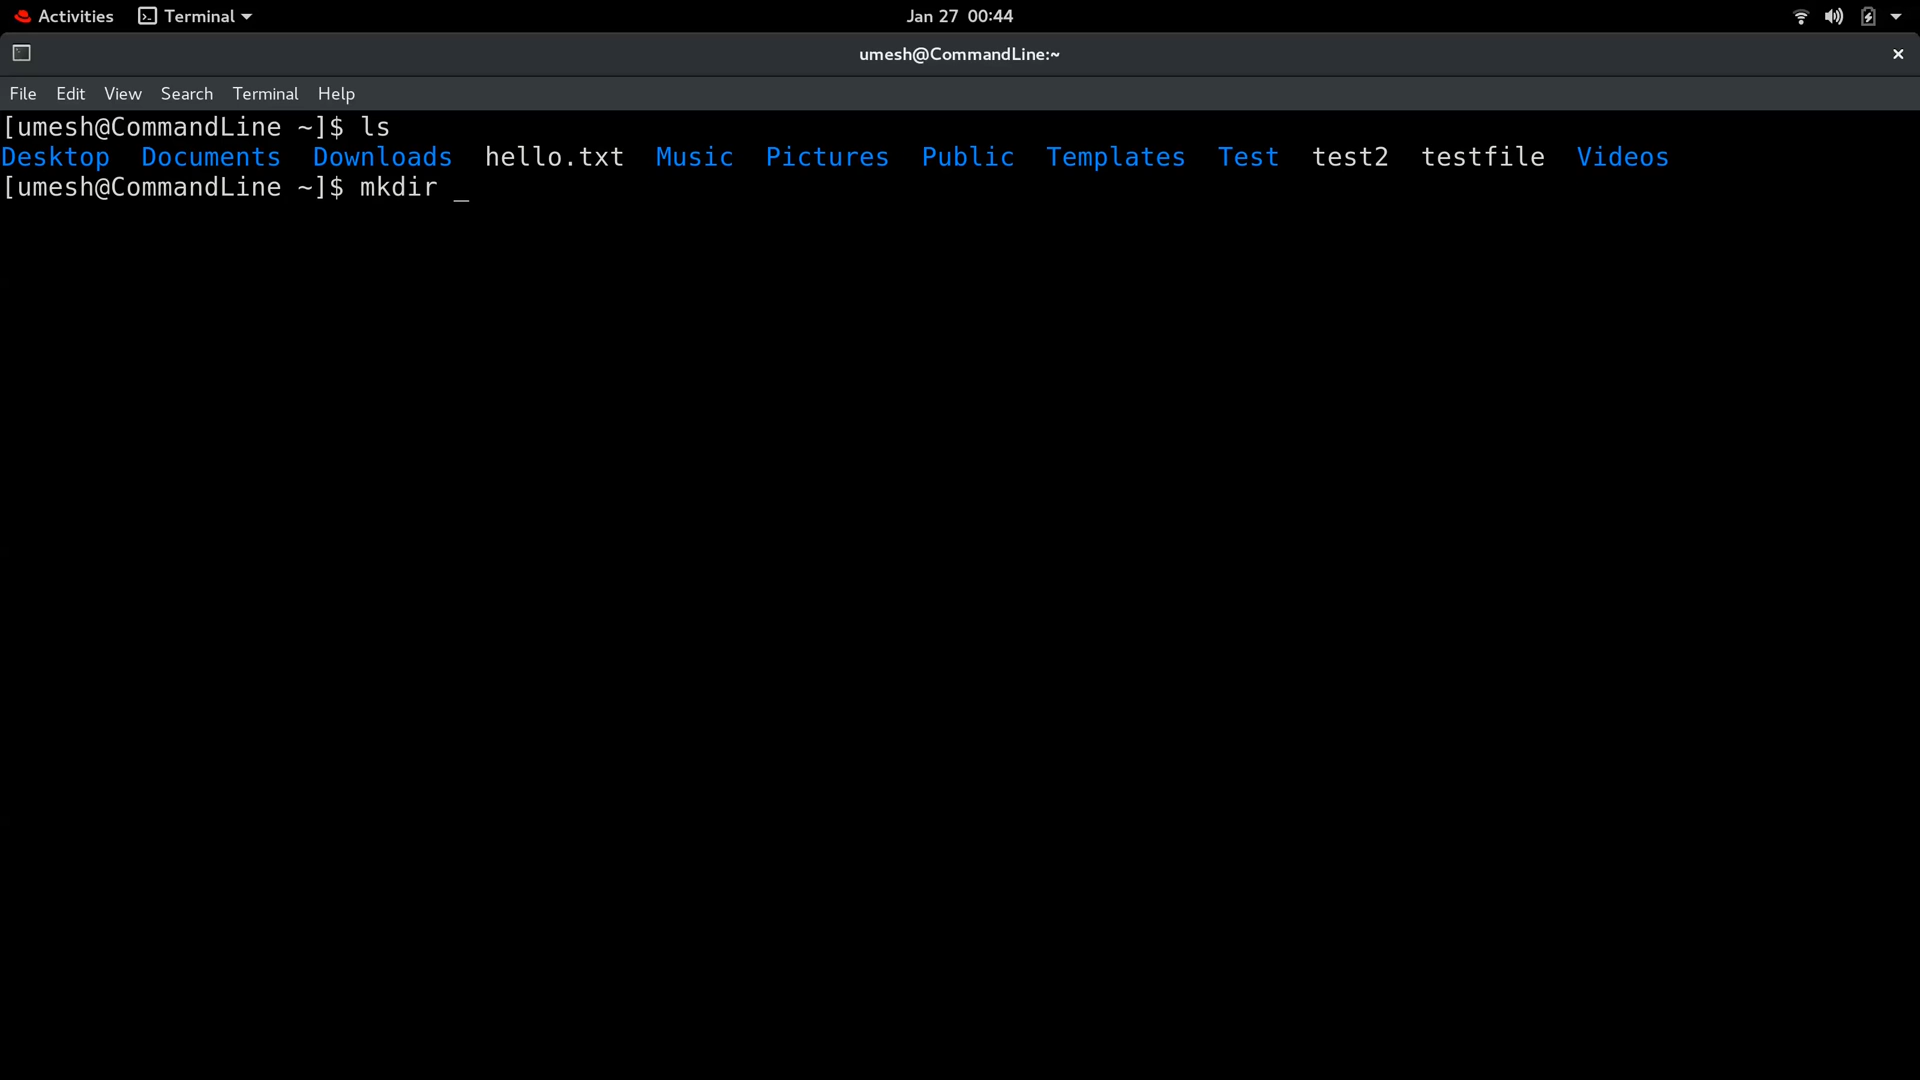 Activities Terminal Jan 27 00:44
umesh@CommandLine:~
File Edit View Search Terminal Help
[umesh@CommandLine ~]$ ls
Desktop Documents Downloads hello.txt Music Pictures Public Templates Test test2 testfile Videos
[umesh@CommandLine ~]$ mkdir _